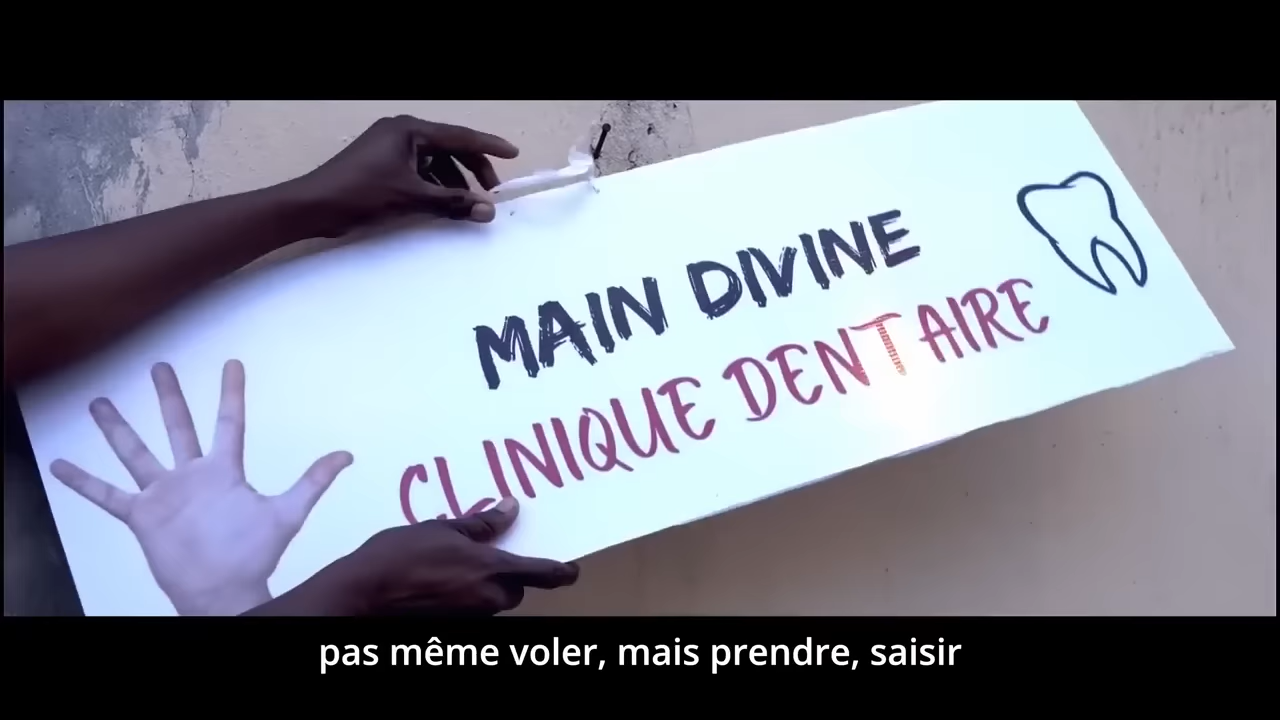 MAIN DIVINE
CLINIQUE DENTAIRE
pas même voler, mais prendre, saisir